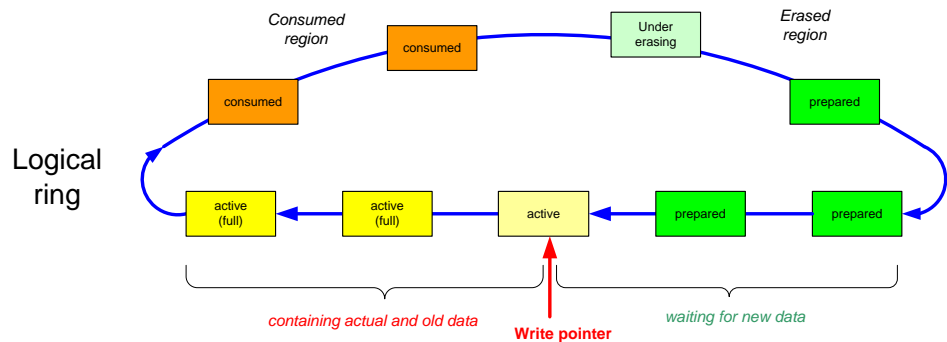 Consumed
region
Under
erasing
Erased
region
consumed
consumed
prepared
Logical
ring
active
(full)
active
(full)
active
prepared
prepared
containing actual and old data
Write pointer
waiting for new data